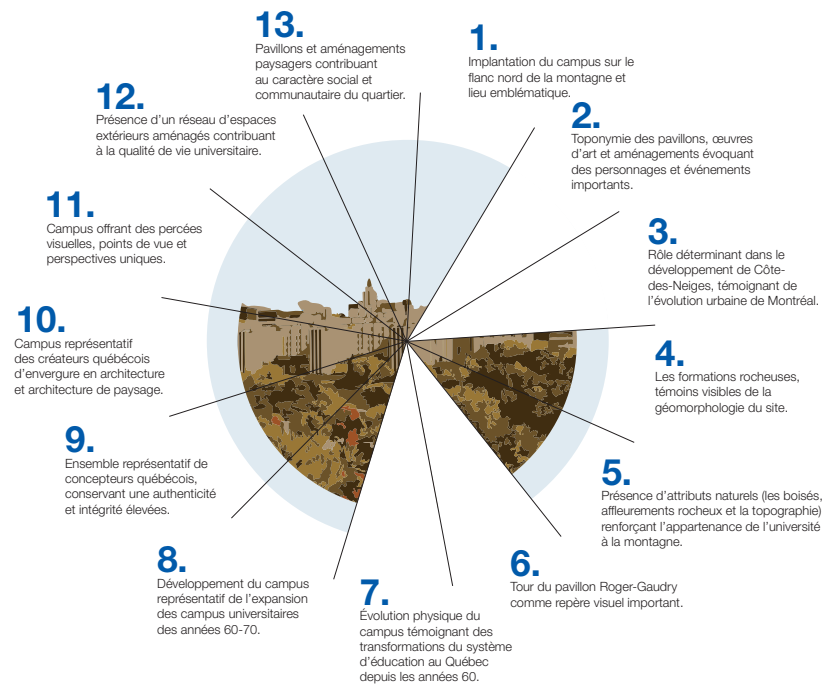 1.
Implantation du campus sur le
flanc nord de la montagne et
lieu emblématique.
2.
Toponymie des pavillons, œuvres
d'art et aménagements évoquant
des personnages et événements
importants.
3.
Rôle déterminant dans le
développement de Côte-
des-Neiges, témoignant de
l'évolution urbaine de Montréal.
4.
Les formations rocheuses,
témoins visibles de la
géomorphologie du site.
5.
Présence d'attributs naturels (les boisés,
affleurements rocheux et la topographie)
renforçant l'appartenance de l'université
à la montagne.
6.
Tour du pavillon Roger-Gaudry
comme repère visuel important.
7.
Évolution physique du
campus témoignant des
transformations du système
d'éducation au Québec
depuis les années 60.
8.
Développement du campus
représentatif de l'expansion
des campus universitaires
des années 60-70.
9.
Ensemble représentatif de
concepteurs québécois,
conservant une authenticité
et intégrité élevées.
10.
Campus représentatif
des créateurs québécois
d'envergure en architecture
et architecture de paysage.
11.
Campus offrant des percées
visuelles, points de vue et
perspectives uniques.
12.
Présence d'un réseau d'espaces
extérieurs aménagés contribuant
à la qualité de vie universitaire.
13.
Pavillons et aménagements
paysagers contribuant
au caractère social et
communautaire du quartier.